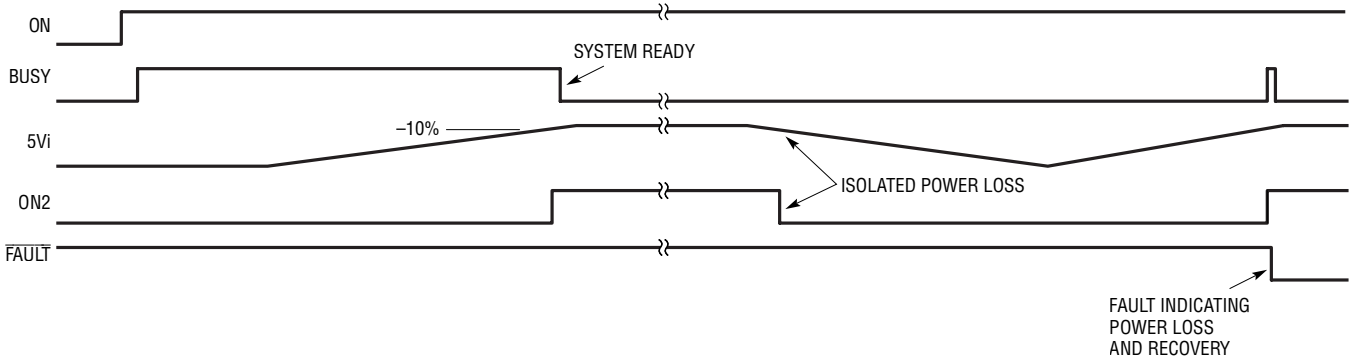 ON
SYSTEM READY
BUSY
–10%
5Vi
ISOLATED POWER LOSS
ON2
FAULT
FAULT INDICATING
POWER LOSS
AND RECOVERY